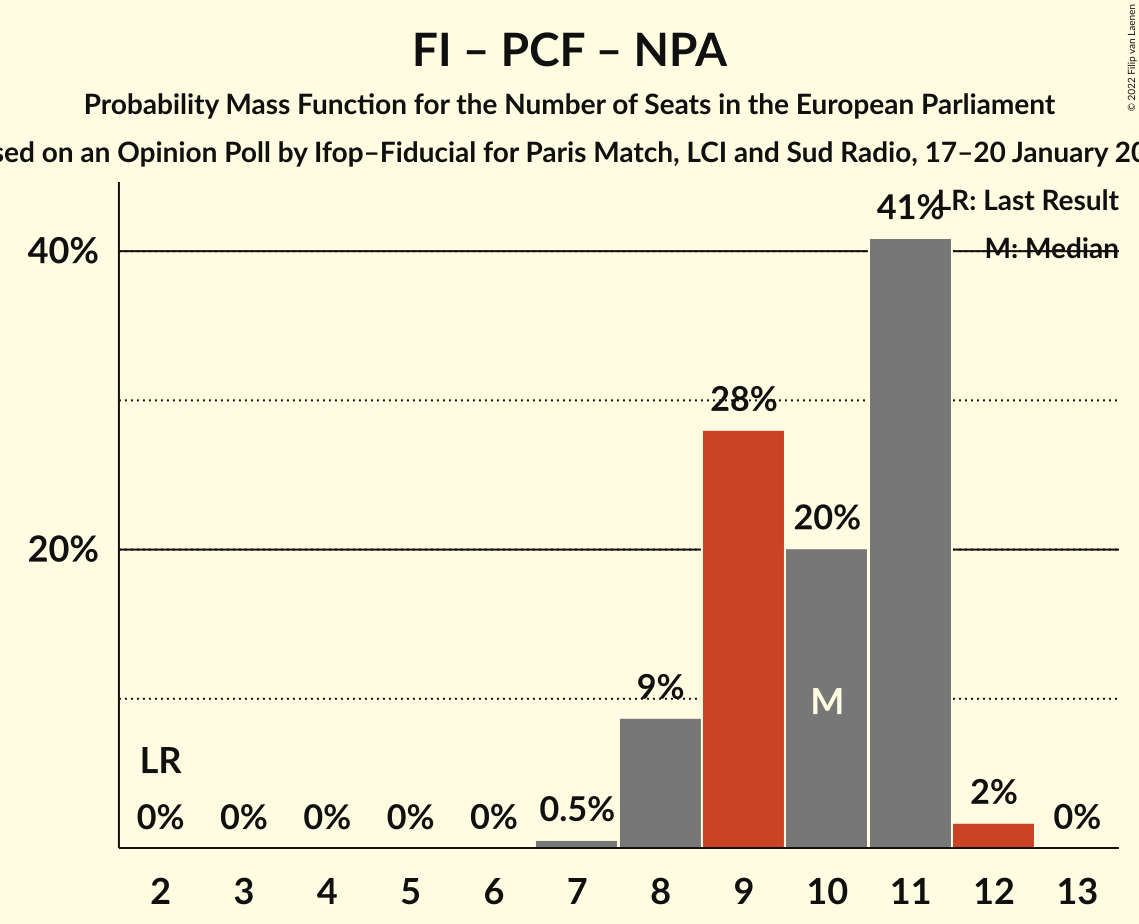 FI – PCF – NPA
Probability Mass Function for the Number of Seats in the European Parliament
on an Opinion Poll by Ifop–Fiducial for Paris Match, LCI and Sud Radio, 17–20 January
© 2022 Filip van Laenen
LR: Last Result
M: Median
40%
20%
41%
28%
20%
M
9%
LR
0% 0% 0% 0% 0% 0.5% 2% 0%
2 3 4 5 6 7 8 9 10 11 12 13